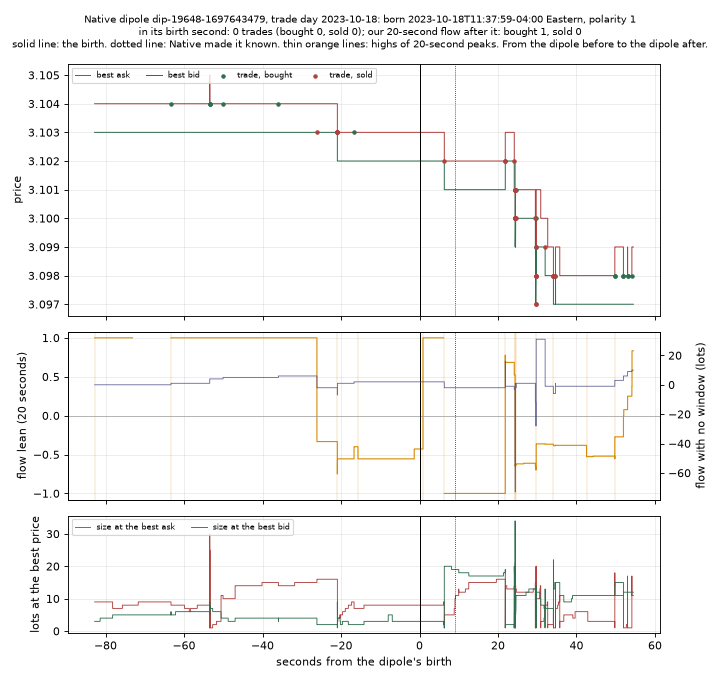 Native dipole dip-19648-1697643479, trade day 2023-10-18: born 2023-10-18T11:37:59-04:00 Eastern, polarity 1
in its birth second: 0 trades (bought 0, sold 0); our 20-second flow after it: bought 1, sold 0
solid line: the birth. dotted line: Native made it known. thin orange lines: highs of 20-second peaks. From the dipole before to the dipole after.
best ask best bid trade, bought trade, sold
3.105
3.104
3.103
3.102
3.101
3.100
3.099
3.098
3.097
price
1.0
0.5
0.0
−0.5
−1.0
flow lean (20 seconds)
20
0
−20
−40
−60
flow with no window (lots)
size at the best ask size at the best bid
30
20
10
0
lots at the best price
−80 −60 −40 −20 0 20 40 60
seconds from the dipole's birth